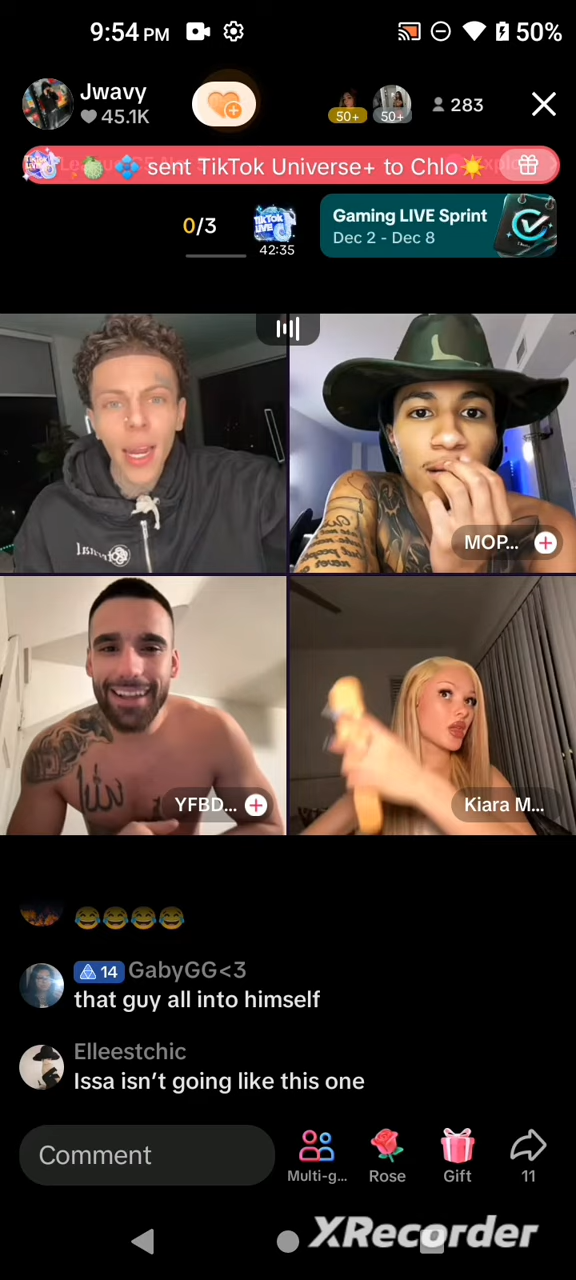 9:54 PM
50%
Jwavy
45.1K
50+
50+
283
sent TikTok Universe+ to Chlo
0/3
TikTok
LIVE
42:35
Gaming LIVE Sprint
Dec 2 - Dec 8
MOP...
YFBD...
Kiara M...
14 GabyGG<3
that guy all into himself
Elleestchic
Issa isn’t going like this one
Comment
Multi-g...
Rose
Gift
11
XRecorder